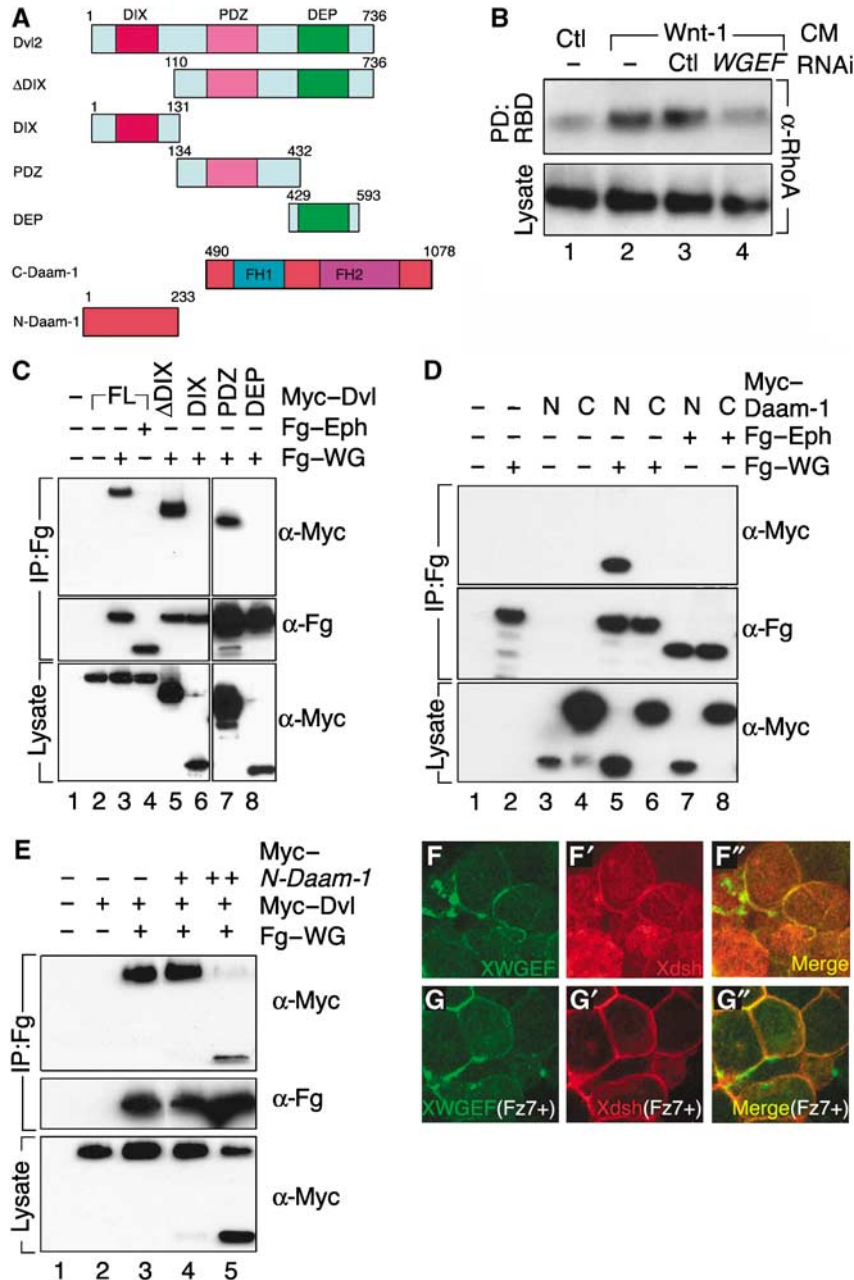 A
1 DIX PDZ DEP 736
Dvl2
110 736
ΔDIX
1 131
DIX
134 432
PDZ
429 593
DEP
490 1078
C-Daam-1 FH1 FH2
1 233
N-Daam-1
B
Ctl Wnt-1 CM
– – Ctl WGEF RNAi
PD: RBD
Lysate
α-RhoA
1 2 3 4
C
– FL ΔDIX DIX PDZ DEP Myc–Dvl
– – – + – – – – Fg–Eph
– – + – + + + + Fg–WG
IP:Fg
α-Myc
α-Fg
Lysate
α-Myc
1 2 3 4 5 6 7 8
D
Myc–
– – N C N C N C Daam-1
– – – – – – + + Fg–Eph
– + – – + + – – Fg–WG
IP:Fg
α-Myc
α-Fg
Lysate
α-Myc
1 2 3 4 5 6 7 8
E
Myc–
– – – + ++ N-Daam-1
– + + + + Myc–Dvl
– – + + + Fg–WG
IP:Fg
α-Myc
α-Fg
Lysate
α-Myc
1 2 3 4 5
F F′ F″
XWGEF Xdsh Merge
G G′ G″
XWGEF(Fz7+) Xdsh(Fz7+) Merge(Fz7+)